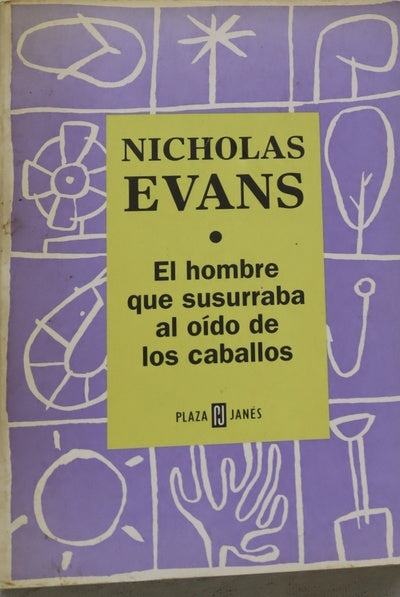 NICHOLAS
EVANS
El hombre
que susurraba
al oído de
los caballos
PLAZA JANÉS